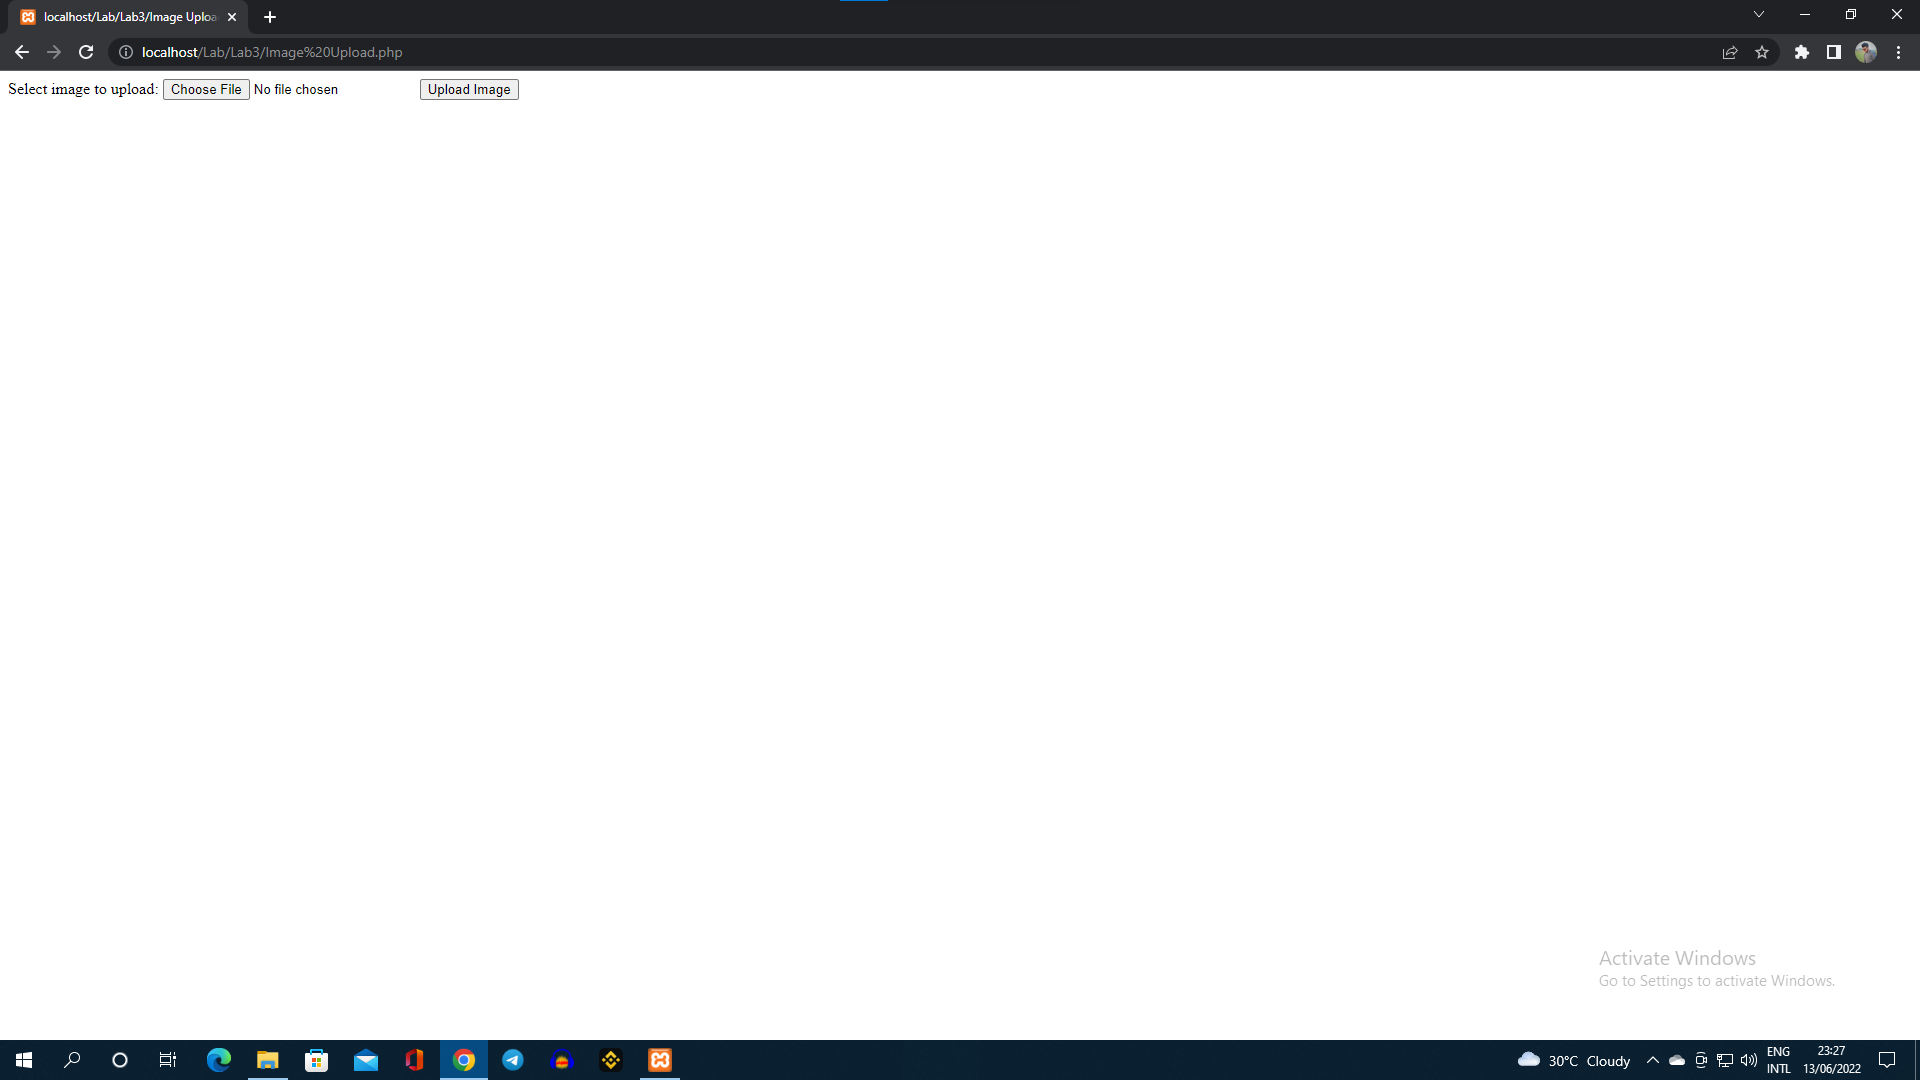 localhost/Lab/Lab3/Image Uploa
localhost/Lab/Lab3/Image%20Upload.php
Select image to upload: Choose File No file chosen Upload Image
Activate Windows
Go to Settings to activate Windows.
30°C Cloudy
ENG
INTL
23:27
13/06/2022